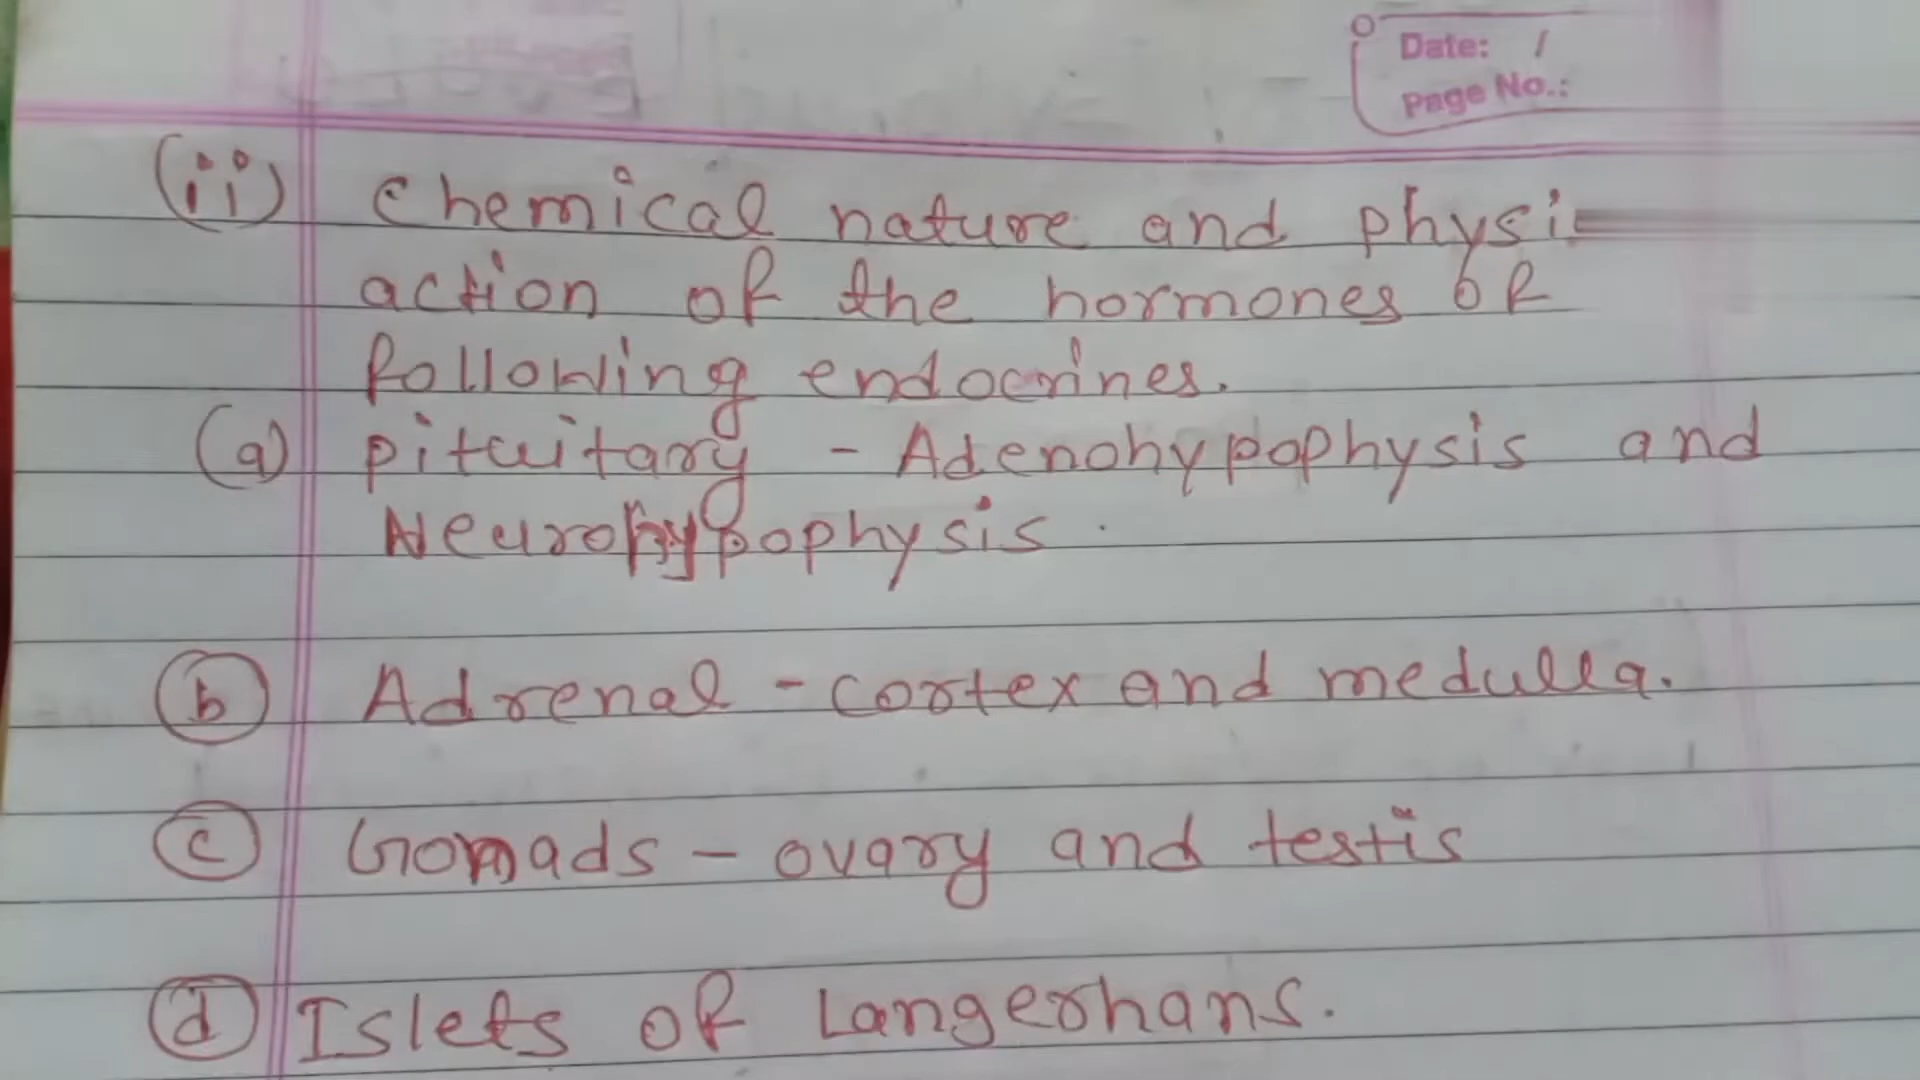 Date: /
Page No.:
(ii) Chemical nature and physi
action of the hormones of
following endocrines.
(a) pituitary - Adenohypophysis and
Neurohypophysis.
(b) Adrenal - cortex and medulla.
(c) Gonads - ovary and testis
(d) Islets of Langerhans.